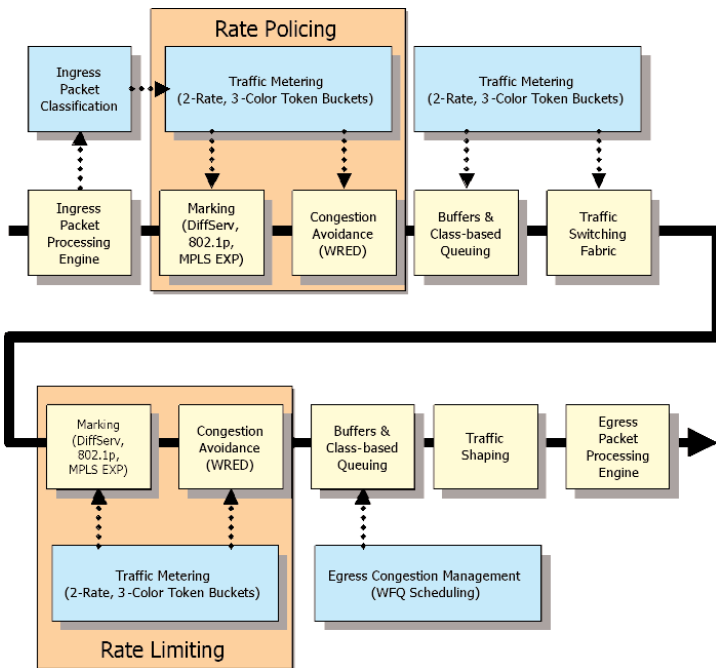 Rate Policing
Ingress
Packet
Classification
Traffic Metering
(2-Rate, 3-Color Token Buckets)
Traffic Metering
(2-Rate, 3-Color Token Buckets)
Ingress
Packet
Processing
Engine
Marking
(DiffServ,
802.1p,
MPLS EXP)
Congestion
Avoidance
(WRED)
Buffers &
Class-based
Queuing
Traffic
Switching
Fabric
Marking
(DiffServ,
802.1p,
MPLS EXP)
Congestion
Avoidance
(WRED)
Buffers &
Class-based
Queuing
Traffic
Shaping
Egress
Packet
Processing
Engine
Traffic Metering
(2-Rate, 3-Color Token Buckets)
Egress Congestion Management
(WFQ Scheduling)
Rate Limiting